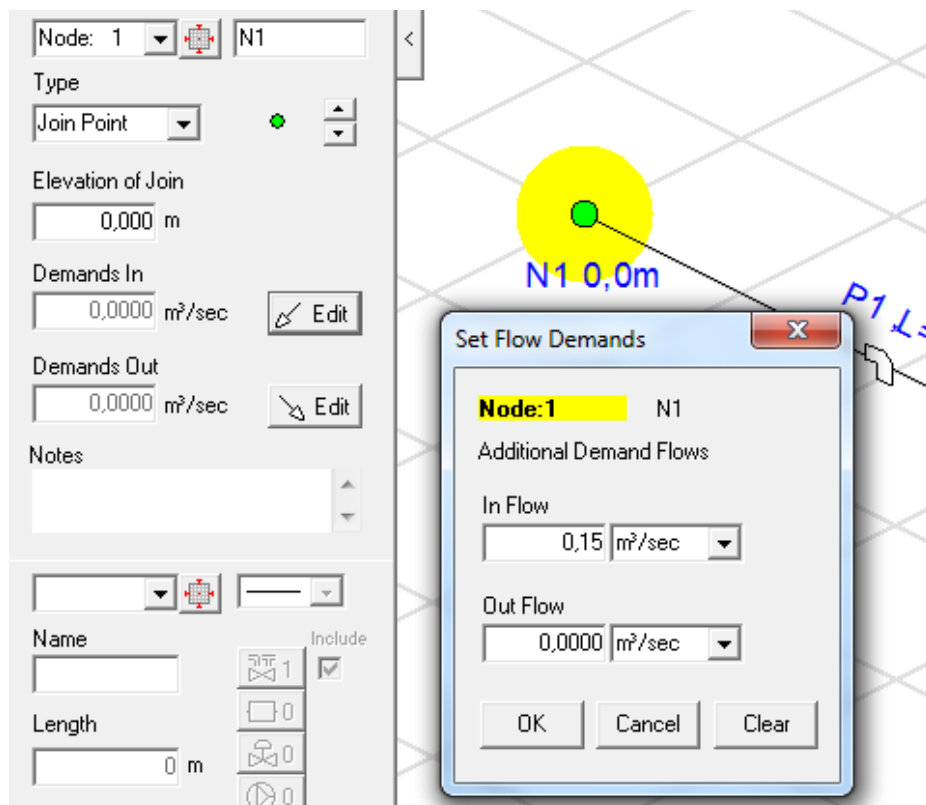 Node: 1
N1
<
Type
Join Point
Elevation of Join
0,000 m
Demands In
0,0000 m³/sec
Edit
Demands Out
0,0000 m³/sec
Edit
Notes
Name
Include
1
Length
0
0 m
0
0
N1 0,0m
P1 ,L=
Set Flow Demands
X
Node:1 N1
Additional Demand Flows
In Flow
0,15 m³/sec
Out Flow
0,0000 m³/sec
OK Cancel Clear